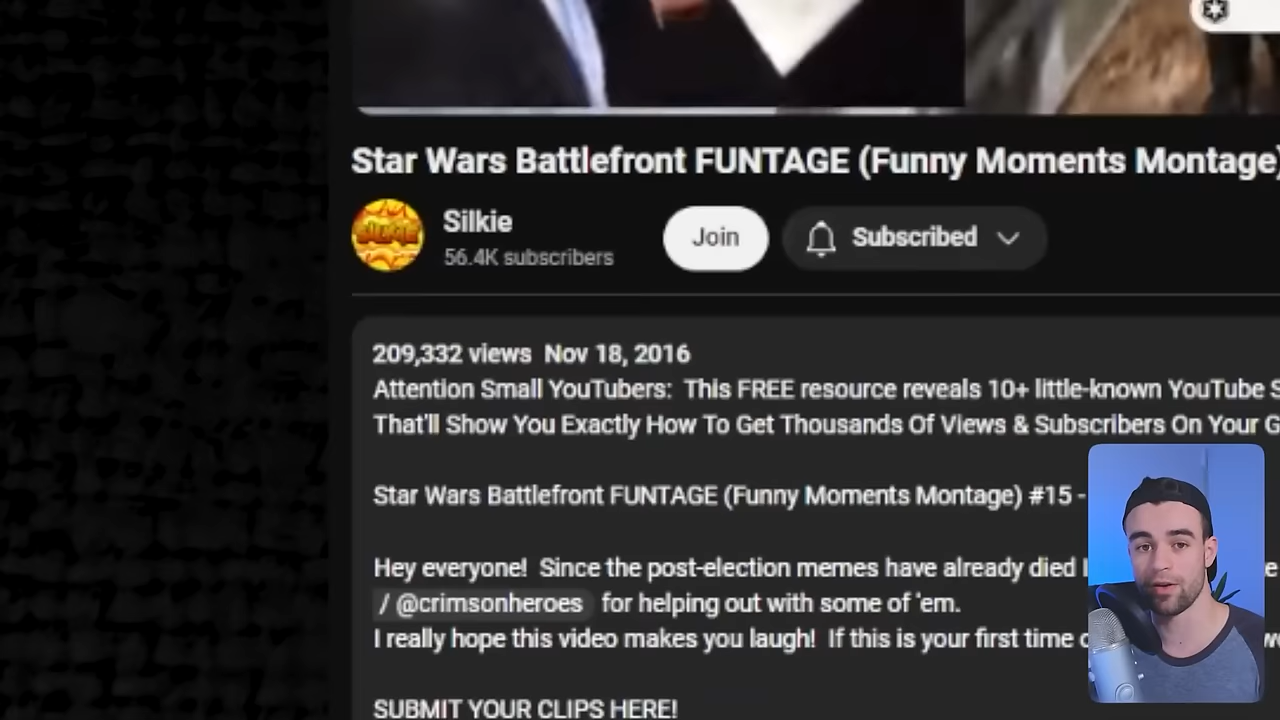 Star Wars Battlefront FUNTAGE (Funny Moments Montage)
SILKIE
Silkie
56.4K subscribers
Join
Subscribed
209,332 views Nov 18, 2016
Attention Small YouTubers: This FREE resource reveals 10+ little-known YouTube S
That'll Show You Exactly How To Get Thousands Of Views & Subscribers On Your G
Star Wars Battlefront FUNTAGE (Funny Moments Montage) #15 -
Hey everyone! Since the post-election memes have already died I
/ @crimsonheroes for helping out with some of 'em.
I really hope this video makes you laugh! If this is your first time
SUBMIT YOUR CLIPS HERE!